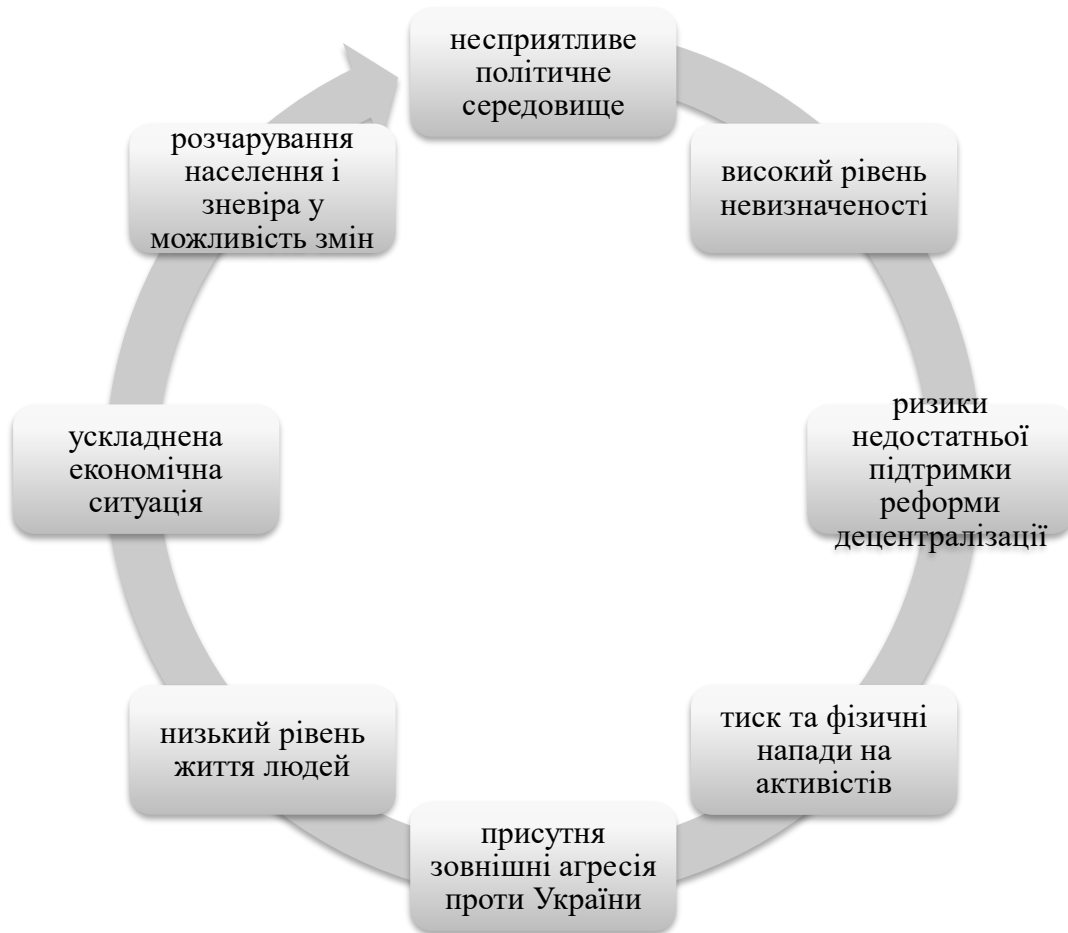 несприятливе
політичне
середовище
високий рівень
невизначеності
ризики
недостатньої
підтримки
реформи
децентралізації
тиск та фізичні
напади на
активістів
присутня
зовнішні агресія
проти України
низький рівень
життя людей
ускладнена
економічна
ситуація
розчарування
населення і
зневіра у
можливість змін